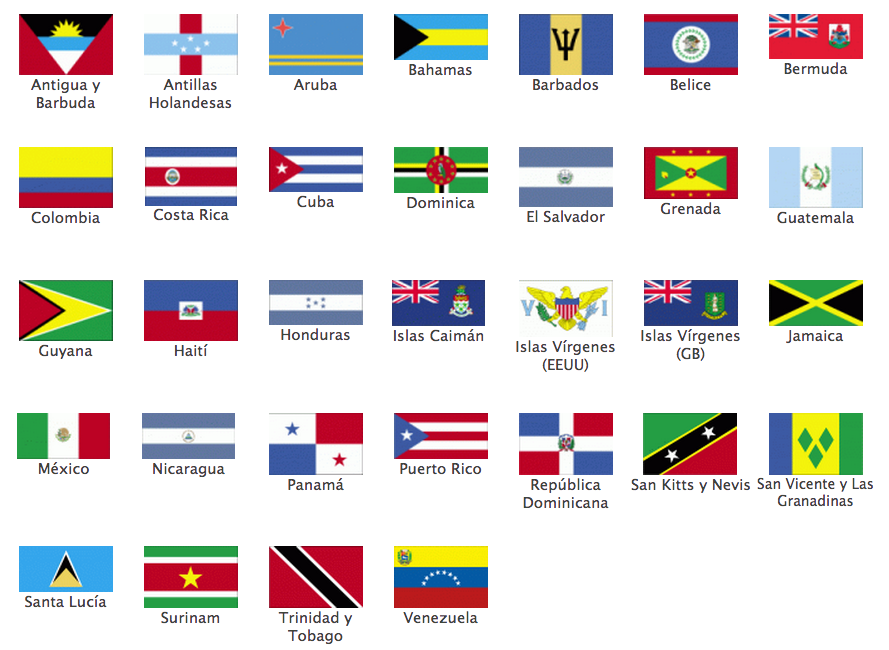 Antigua y
Barbuda
Antillas
Holandesas
Aruba
Bahamas
Barbados
Belice
Bermuda
Colombia
Costa Rica
Cuba
Dominica
El Salvador
Grenada
Guatemala
Guyana
Haití
Honduras
Islas Caimán
V I
Islas Vírgenes
(EEUU)
Islas Vírgenes
(GB)
Jamaica
México
Nicaragua
Panamá
Puerto Rico
República
Dominicana
San Kitts y Nevis
San Vicente y Las
Granadinas
Santa Lucía
Surinam
Trinidad y
Tobago
Venezuela